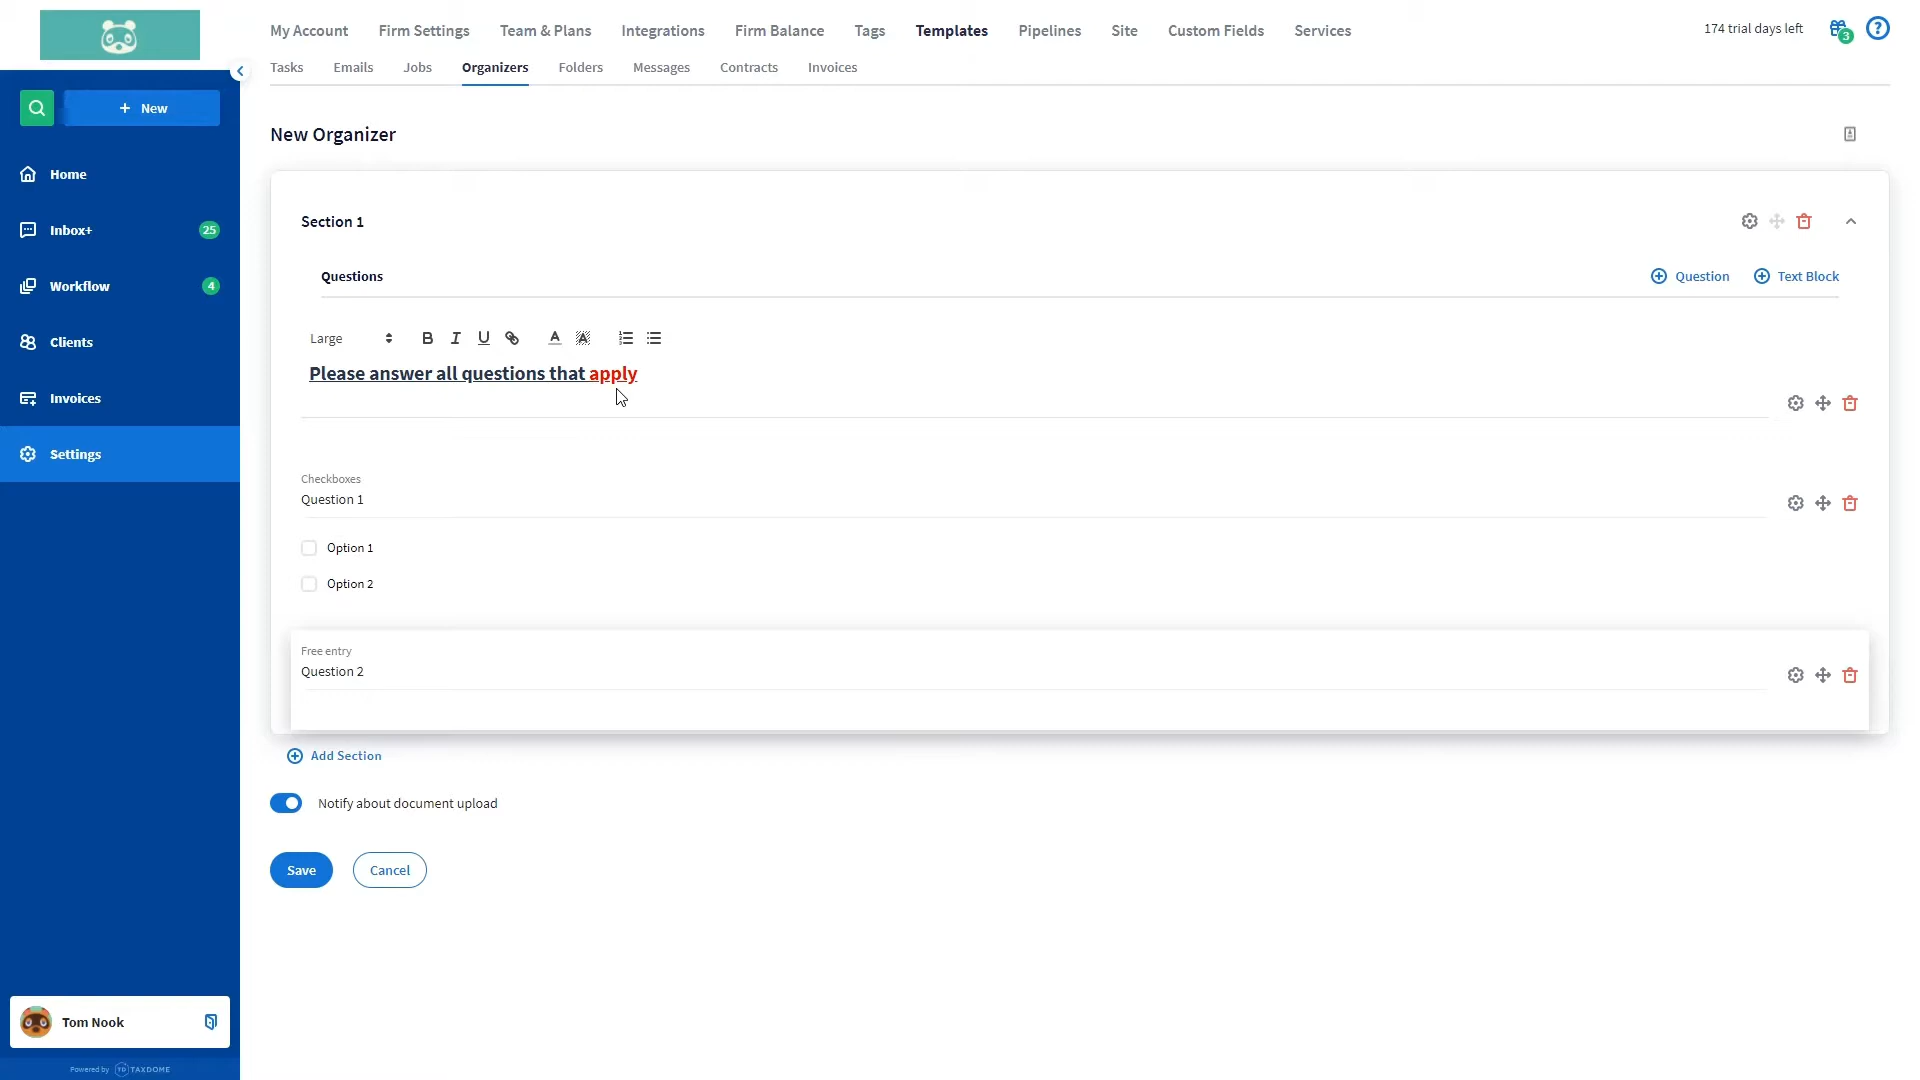 My Account Firm Settings Team & Plans Integrations Firm Balance Tags Templates Pipelines Site Custom Fields Services
174 trial days left 3 ?
Tasks Emails Jobs Organizers Folders Messages Contracts Invoices
+ New
Home
Inbox+ 25
Workflow 4
Clients
Invoices
Settings
Tom Nook
Powered by TD TAXDOME
New Organizer
Section 1
Questions
Question Text Block
Large B I U A A
Please answer all questions that apply
Checkboxes
Question 1
Option 1
Option 2
Free entry
Question 2
Add Section
Notify about document upload
Save Cancel